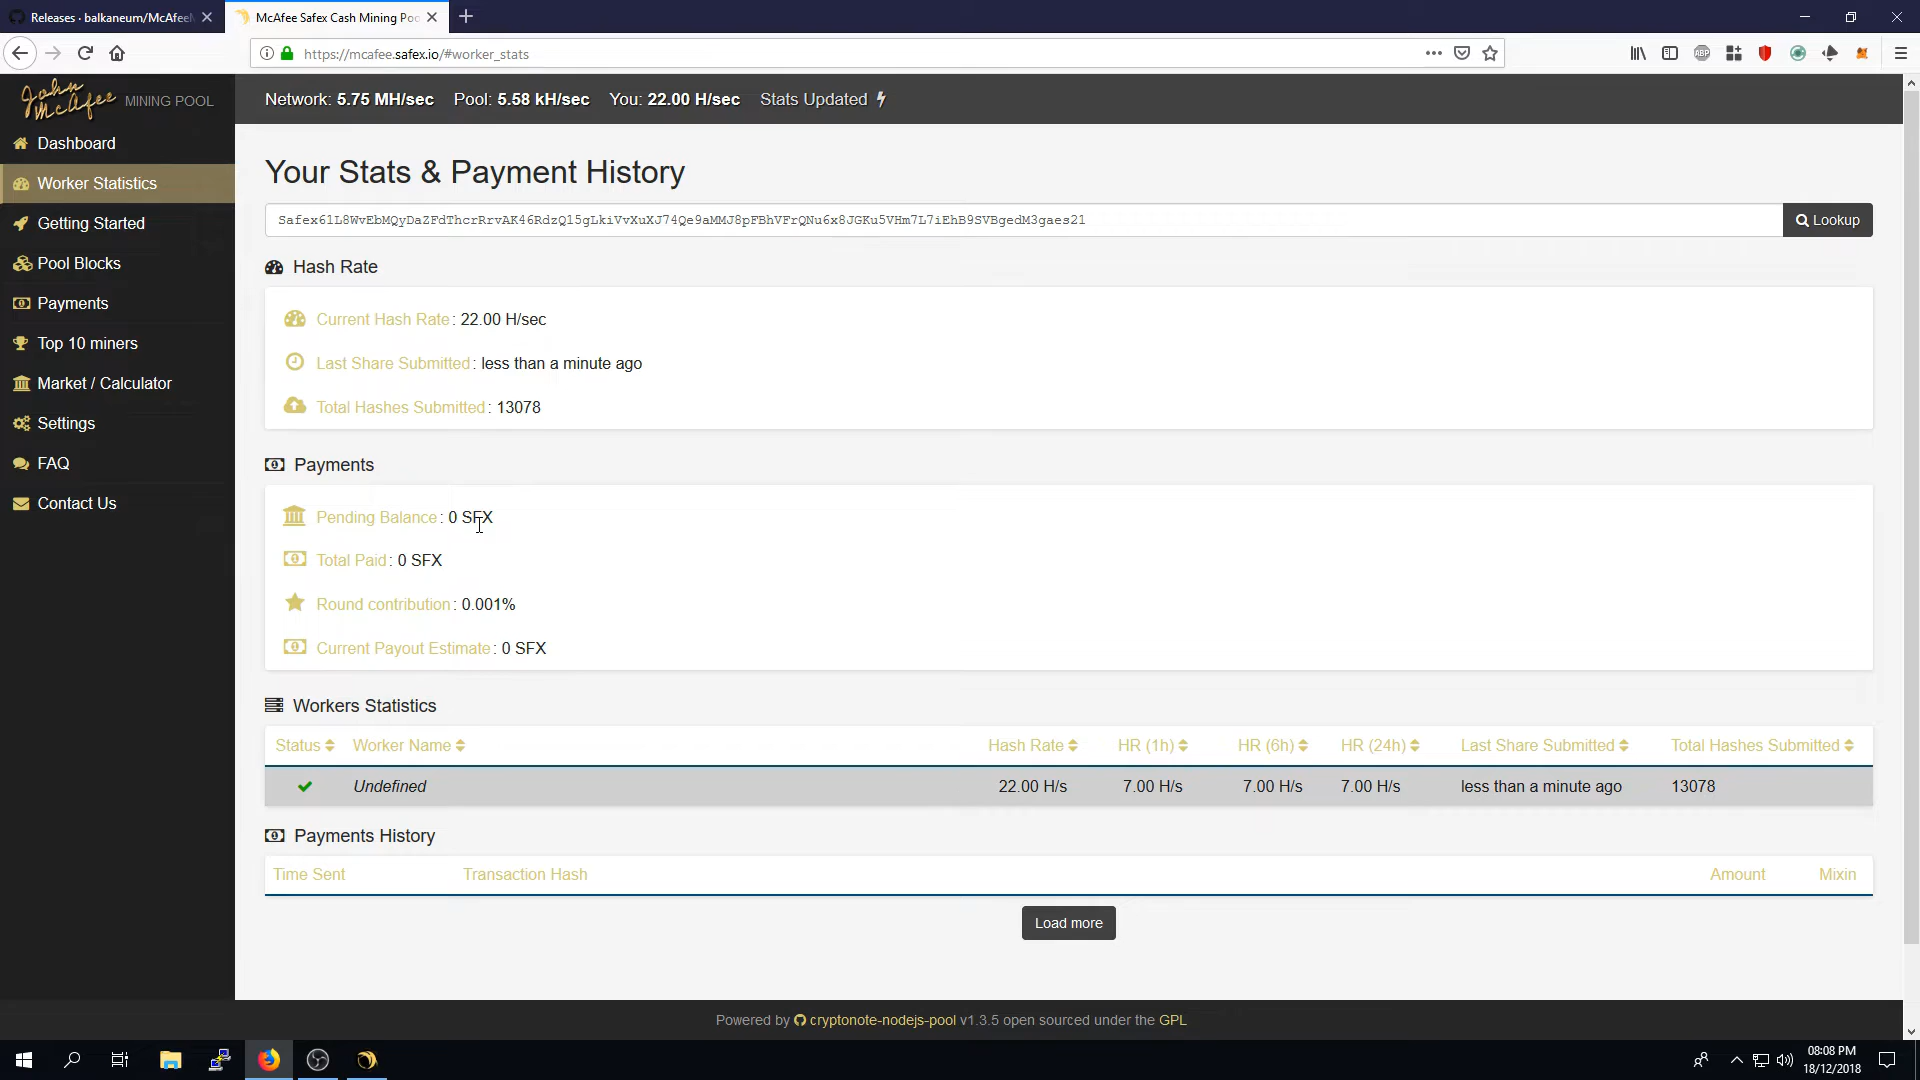 Releases · balkaneum/McAfeeM
McAfee Safex Cash Mining Poo
https://mcafee.safex.io/#worker_stats
John McAfee MINING POOL
Network: 5.75 MH/sec Pool: 5.58 kH/sec You: 22.00 H/sec Stats Updated
Dashboard
Worker Statistics
Getting Started
Pool Blocks
Payments
Top 10 miners
Market / Calculator
Settings
FAQ
Contact Us
Your Stats & Payment History
Safex61L8WvEbMQyDaZFdThcrRrvAK46RdzQ15gLkiVvXuXJ74Qe9aMMJ8pFBhVFrQNu6x8JGKu5VHm7L7iEhB9SVBgedM3gaes21
Lookup
Hash Rate
Current Hash Rate: 22.00 H/sec
Last Share Submitted: less than a minute ago
Total Hashes Submitted: 13078
Payments
Pending Balance: 0 SFX
Total Paid: 0 SFX
Round contribution: 0.001%
Current Payout Estimate: 0 SFX
Workers Statistics
Status Worker Name Hash Rate HR (1h) HR (6h) HR (24h) Last Share Submitted Total Hashes Submitted
Undefined 22.00 H/s 7.00 H/s 7.00 H/s 7.00 H/s less than a minute ago 13078
Payments History
Time Sent Transaction Hash Amount Mixin
Load more
Powered by cryptonote-nodejs-pool v1.3.5 open sourced under the GPL
08:08 PM
18/12/2018